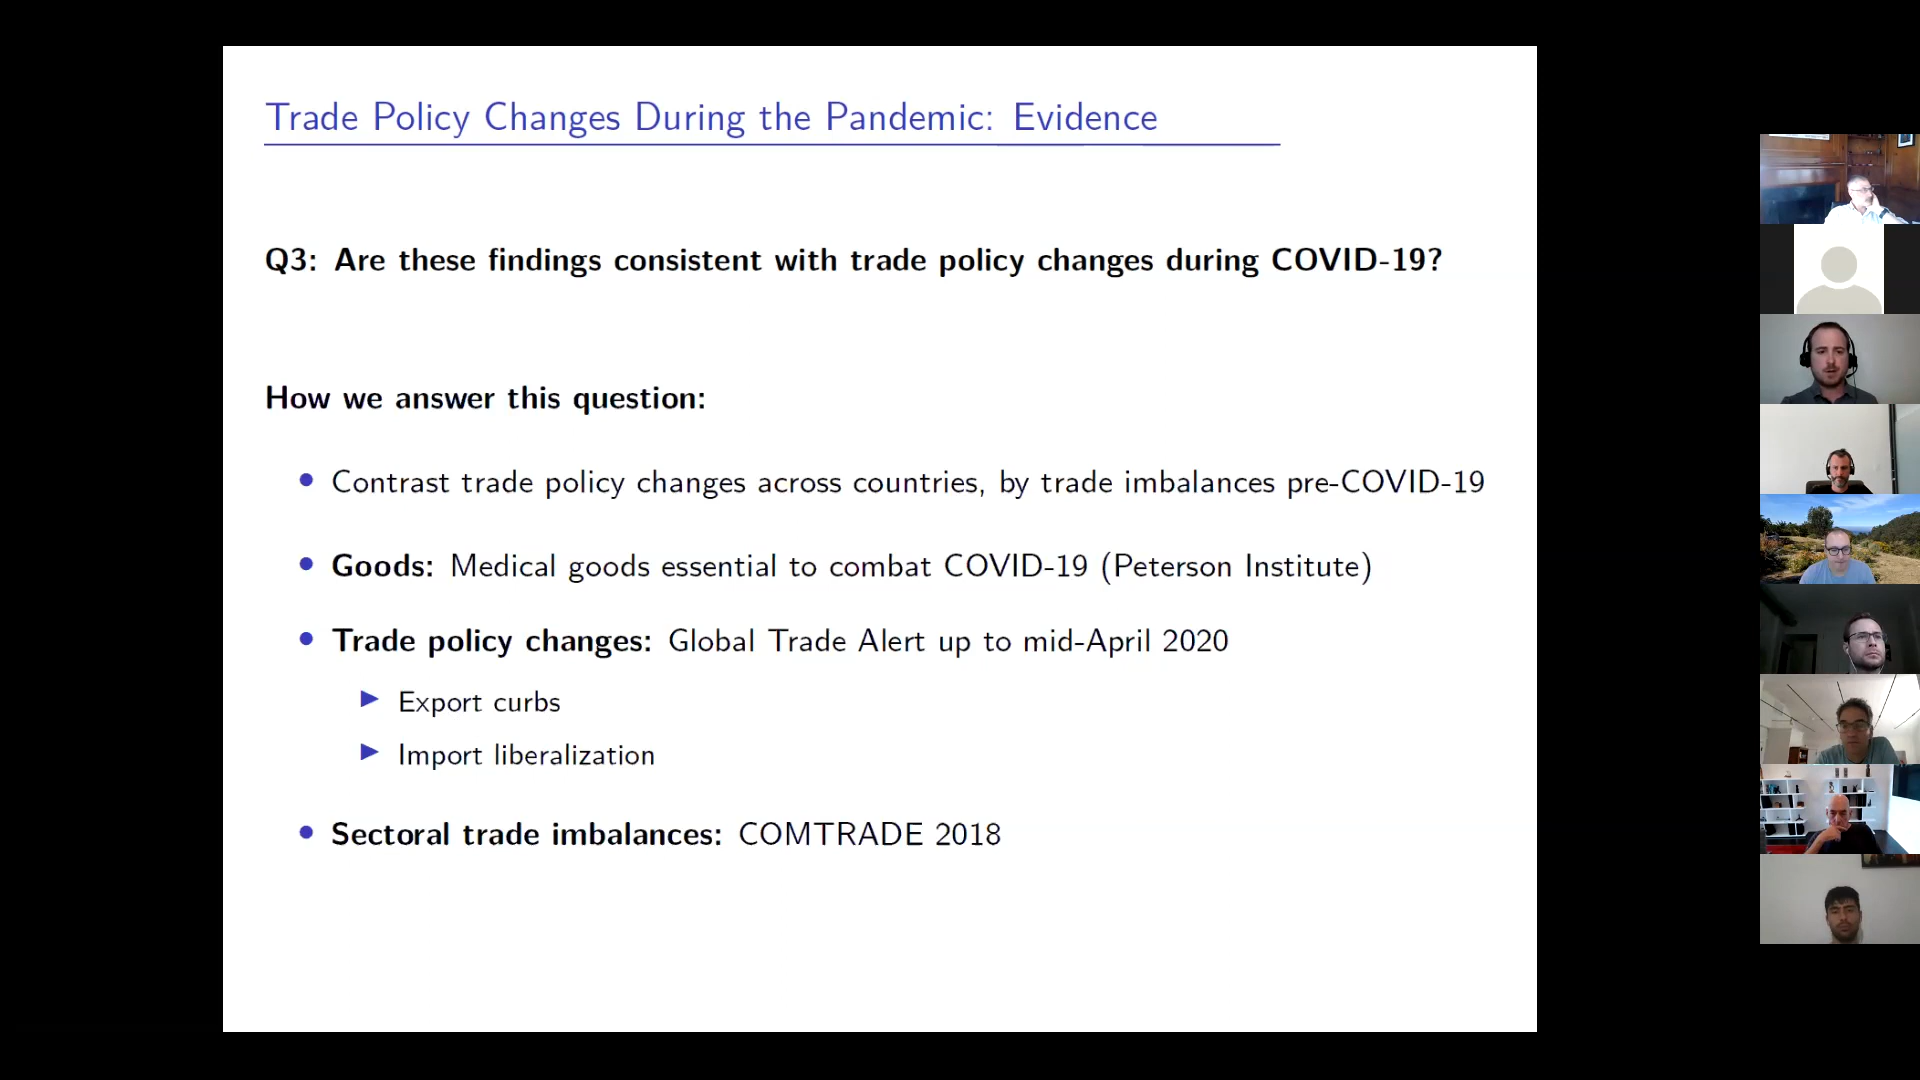 Trade Policy Changes During the Pandemic: Evidence
Q3: Are these findings consistent with trade policy changes during COVID-19?
How we answer this question:
• Contrast trade policy changes across countries, by trade imbalances pre-COVID-19
• Goods: Medical goods essential to combat COVID-19 (Peterson Institute)
• Trade policy changes: Global Trade Alert up to mid-April 2020
▶ Export curbs
▶ Import liberalization
• Sectoral trade imbalances: COMTRADE 2018